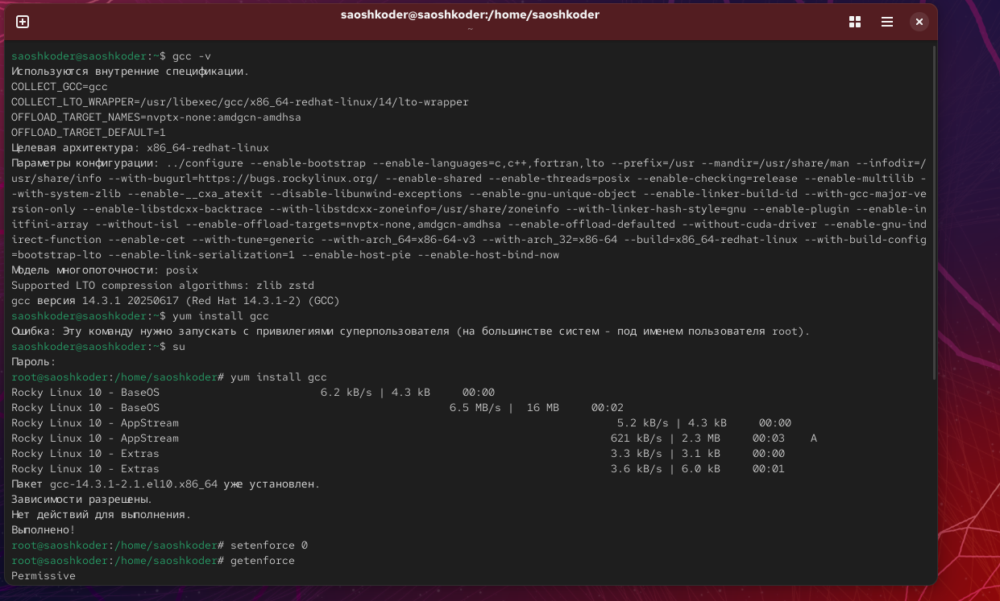 saoshkoder@saoshkoder:/home/saoshkoder
~
saoshkoder@saoshkoder:~$ gcc -v
Используются внутренние спецификации.
COLLECT_GCC=gcc
COLLECT_LTO_WRAPPER=/usr/libexec/gcc/x86_64-redhat-linux/14/lto-wrapper
OFFLOAD_TARGET_NAMES=nvptx-none:amdgcn-amdhsa
OFFLOAD_TARGET_DEFAULT=1
Целевая архитектура: x86_64-redhat-linux
Параметры конфигурации: ../configure --enable-bootstrap --enable-languages=c,c++,fortran,lto --prefix=/usr --mandir=/usr/share/man --infodir=/
usr/share/info --with-bugurl=https://bugs.rockylinux.org/ --enable-shared --enable-threads=posix --enable-checking=release --enable-multilib -
-with-system-zlib --enable-__cxa_atexit --disable-libunwind-exceptions --enable-gnu-unique-object --enable-linker-build-id --with-gcc-major-ve
rsion-only --enable-libstdcxx-backtrace --with-libstdcxx-zoneinfo=/usr/share/zoneinfo --with-linker-hash-style=gnu --enable-plugin --enable-in
itfini-array --without-isl --enable-offload-targets=nvptx-none,amdgcn-amdhsa --enable-offload-defaulted --without-cuda-driver --enable-gnu-ind
irect-function --enable-cet --with-tune=generic --with-arch_64=x86-64-v3 --with-arch_32=x86-64 --build=x86_64-redhat-linux --with-build-config
=bootstrap-lto --enable-link-serialization=1 --enable-host-pie --enable-host-bind-now
Модель многопоточности: posix
Supported LTO compression algorithms: zlib zstd
gcc версия 14.3.1 20250617 (Red Hat 14.3.1-2) (GCC)
saoshkoder@saoshkoder:~$ yum install gcc
Ошибка: Эту команду нужно запускать с привилегиями суперпользователя (на большинстве систем - под именем пользователя root).
saoshkoder@saoshkoder:~$ su
Пароль:
root@saoshkoder:/home/saoshkoder# yum install gcc
Rocky Linux 10 - BaseOS 6.2 kB/s | 4.3 kB 00:00
Rocky Linux 10 - BaseOS 6.5 MB/s | 16 MB 00:02
Rocky Linux 10 - AppStream 5.2 kB/s | 4.3 kB 00:00
Rocky Linux 10 - AppStream 621 kB/s | 2.3 MB 00:03 A
Rocky Linux 10 - Extras 3.3 kB/s | 3.1 kB 00:00
Rocky Linux 10 - Extras 3.6 kB/s | 6.0 kB 00:01
Пакет gcc-14.3.1-2.1.el10.x86_64 уже установлен.
Зависимости разрешены.
Нет действий для выполнения.
Выполнено!
root@saoshkoder:/home/saoshkoder# setenforce 0
root@saoshkoder:/home/saoshkoder# getenforce
Permissive